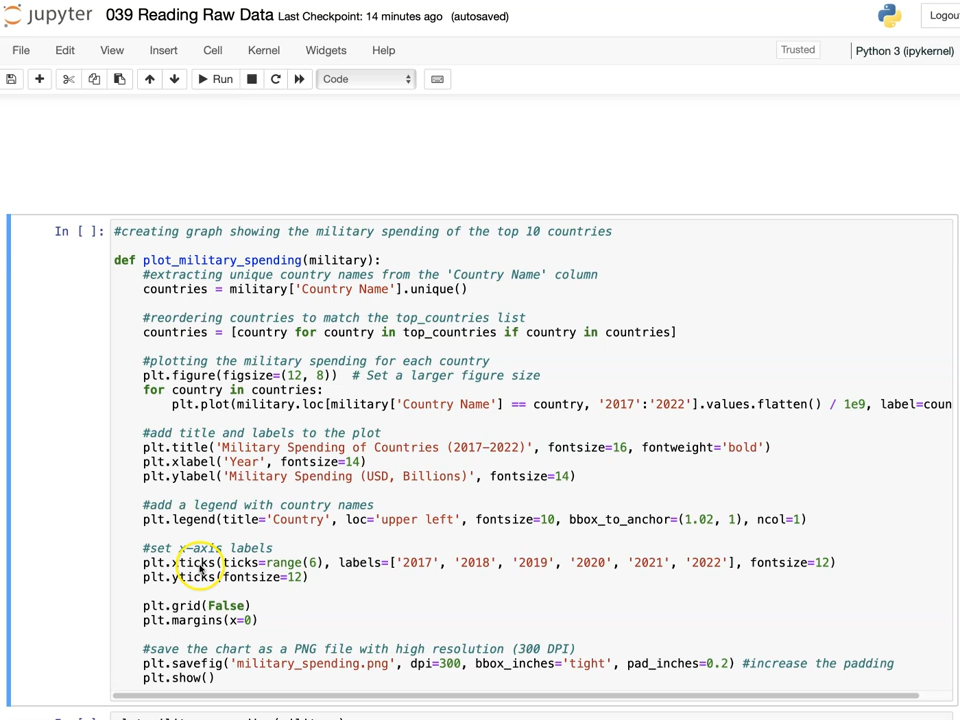 jupyter 039 Reading Raw Data Last Checkpoint: 14 minutes ago (autosaved)
File Edit View Insert Cell Kernel Widgets Help Trusted Python 3 (ipykernel)
Run Code
In [ ]: #creating graph showing the military spending of the top 10 countries
def plot_military_spending(military):
#extracting unique country names from the 'Country Name' column
countries = military['Country Name'].unique()
#reordering countries to match the top_countries list
countries = [country for country in top_countries if country in countries]
#plotting the military spending for each country
plt.figure(figsize=(12, 8)) # Set a larger figure size
for country in countries:
plt.plot(military.loc[military['Country Name'] == country, '2017':'2022'].values.flatten() / 1e9, label=coun
#add title and labels to the plot
plt.title('Military Spending of Countries (2017-2022)', fontsize=16, fontweight='bold')
plt.xlabel('Year', fontsize=14)
plt.ylabel('Military Spending (USD, Billions)', fontsize=14)
#add a legend with country names
plt.legend(title='Country', loc='upper left', fontsize=10, bbox_to_anchor=(1.02, 1), ncol=1)
#set x-axis labels
plt.xticks(ticks=range(6), labels=['2017', '2018', '2019', '2020', '2021', '2022'], fontsize=12)
plt.yticks(fontsize=12)
plt.grid(False)
plt.margins(x=0)
#save the chart as a PNG file with high resolution (300 DPI)
plt.savefig('military_spending.png', dpi=300, bbox_inches='tight', pad_inches=0.2) #increase the padding
plt.show()